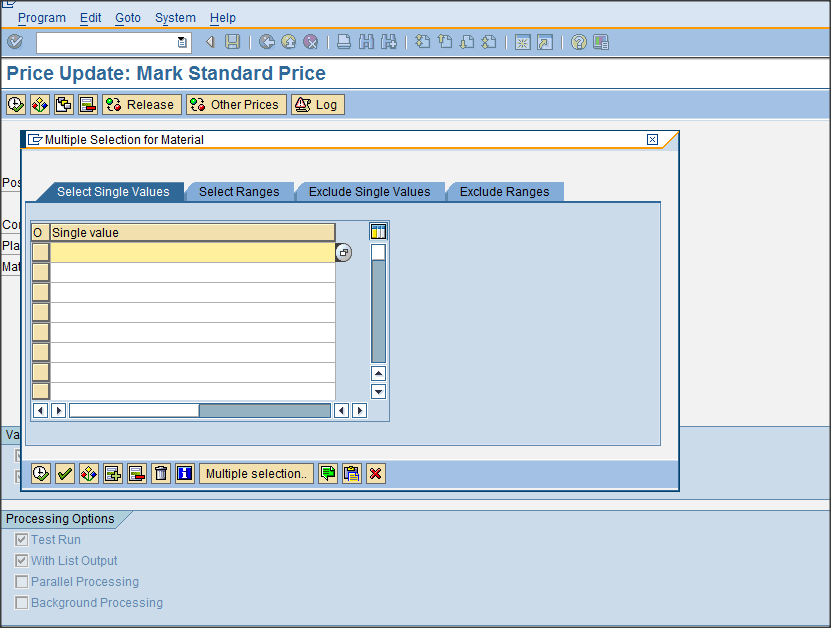 Program Edit Goto System Help
Price Update: Mark Standard Price
Release Other Prices Log
Multiple Selection for Material
Pos
Select Single Values Select Ranges Exclude Single Values Exclude Ranges
Co
Pla
Mat
O Single value
Va
Multiple selection..
Processing Options
Test Run
With List Output
Parallel Processing
Background Processing